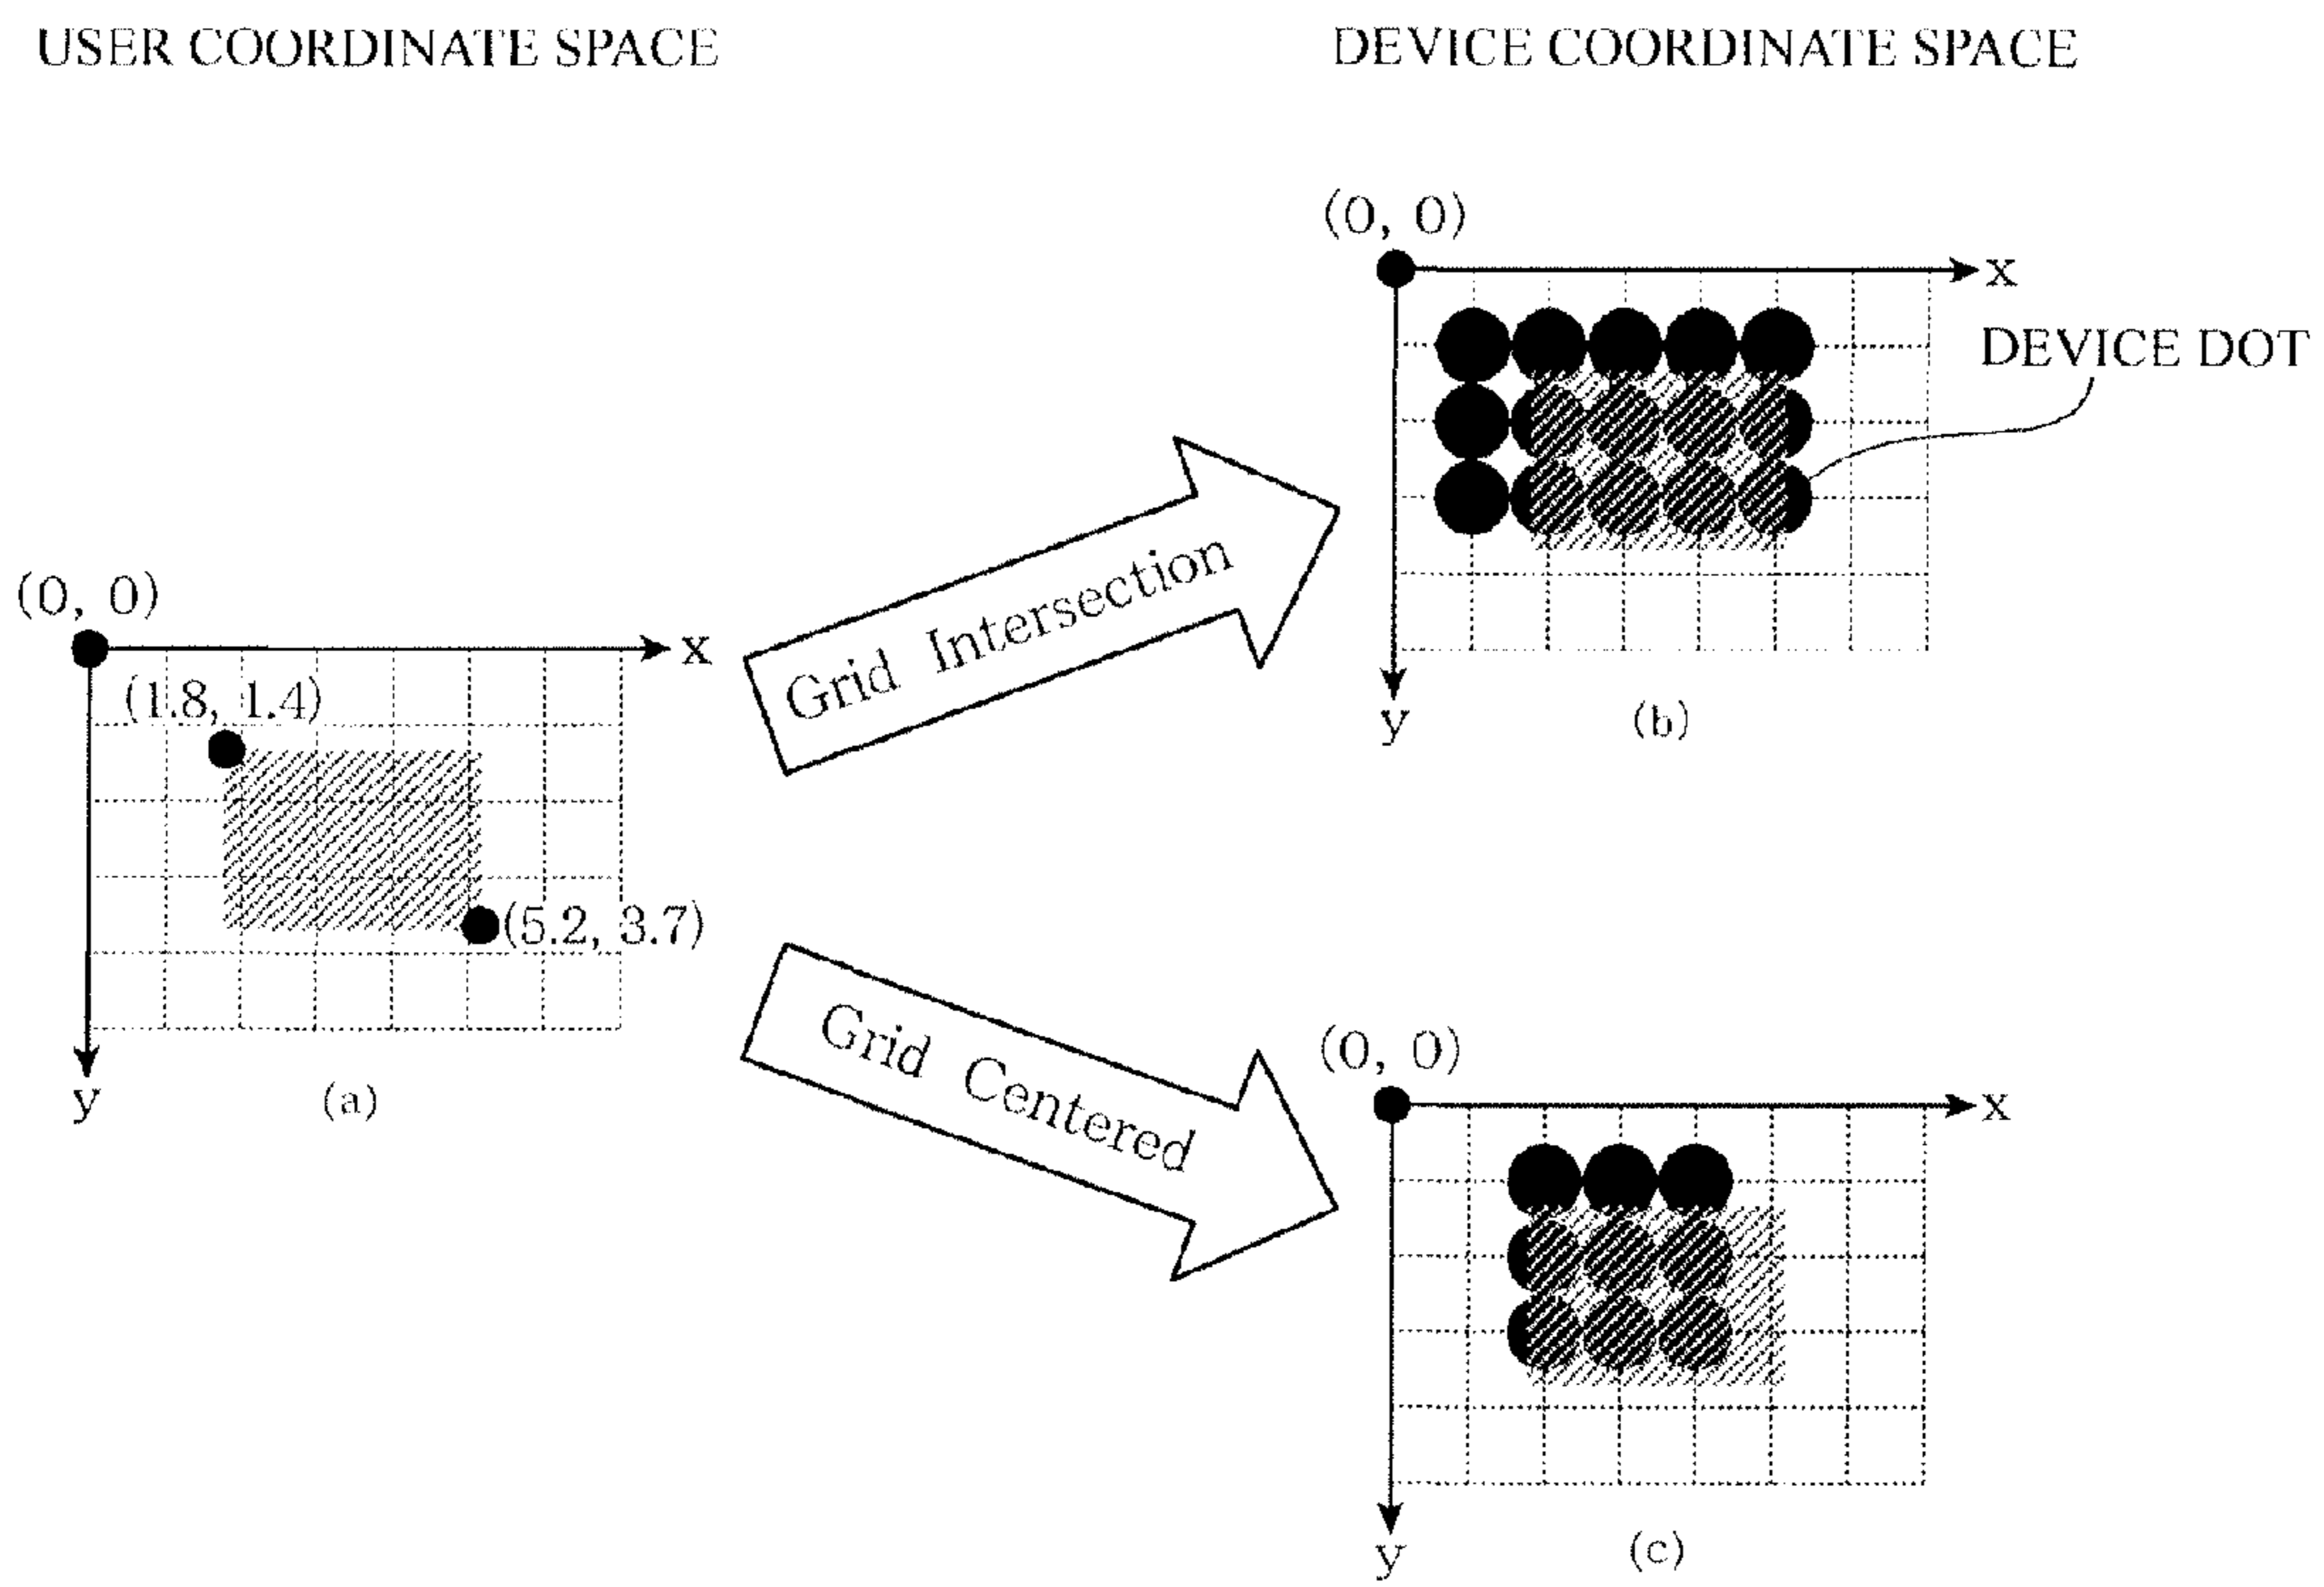 USER COORDINATE SPACE
DEVICE COORDINATE SPACE
(0, 0)
x
DEVICE DOT
y
(b)
Grid Intersection
(0, 0)
x
(1.8, 1.4)
(5.2, 3.7)
y
(a)
Grid Centered
(0, 0)
x
y
(c)